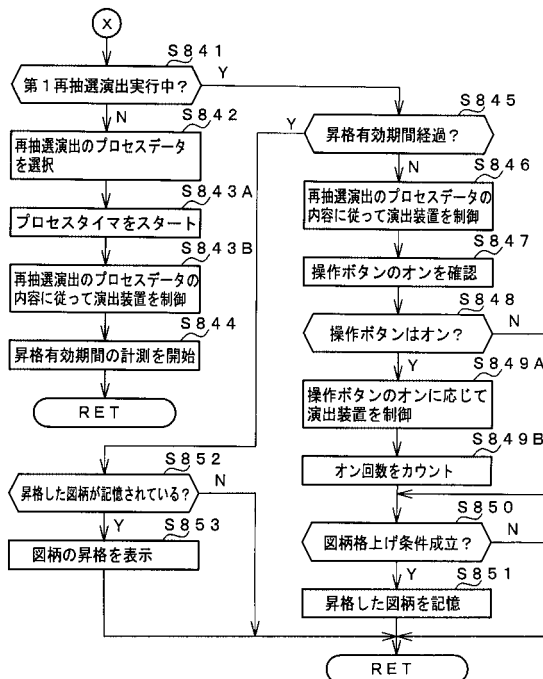 X
S841
第1再抽選演出実行中?
Y
N
S842
再抽選演出のプロセスデータ
を選択
S843A
プロセスタイマをスタート
S843B
再抽選演出のプロセスデータの
内容に従って演出装置を制御
S844
昇格有効期間の計測を開始
RET
S845
Y
昇格有効期間経過?
N
S846
再抽選演出のプロセスデータの
内容に従って演出装置を制御
S847
操作ボタンのオンを確認
S848
操作ボタンはオン?
N
Y
S849A
操作ボタンのオンに応じて
演出装置を制御
S849B
オン回数をカウント
S850
図柄格上げ条件成立?
N
Y
S851
昇格した図柄を記憶
S852
昇格した図柄が記憶されている?
N
Y
S853
図柄の昇格を表示
RET